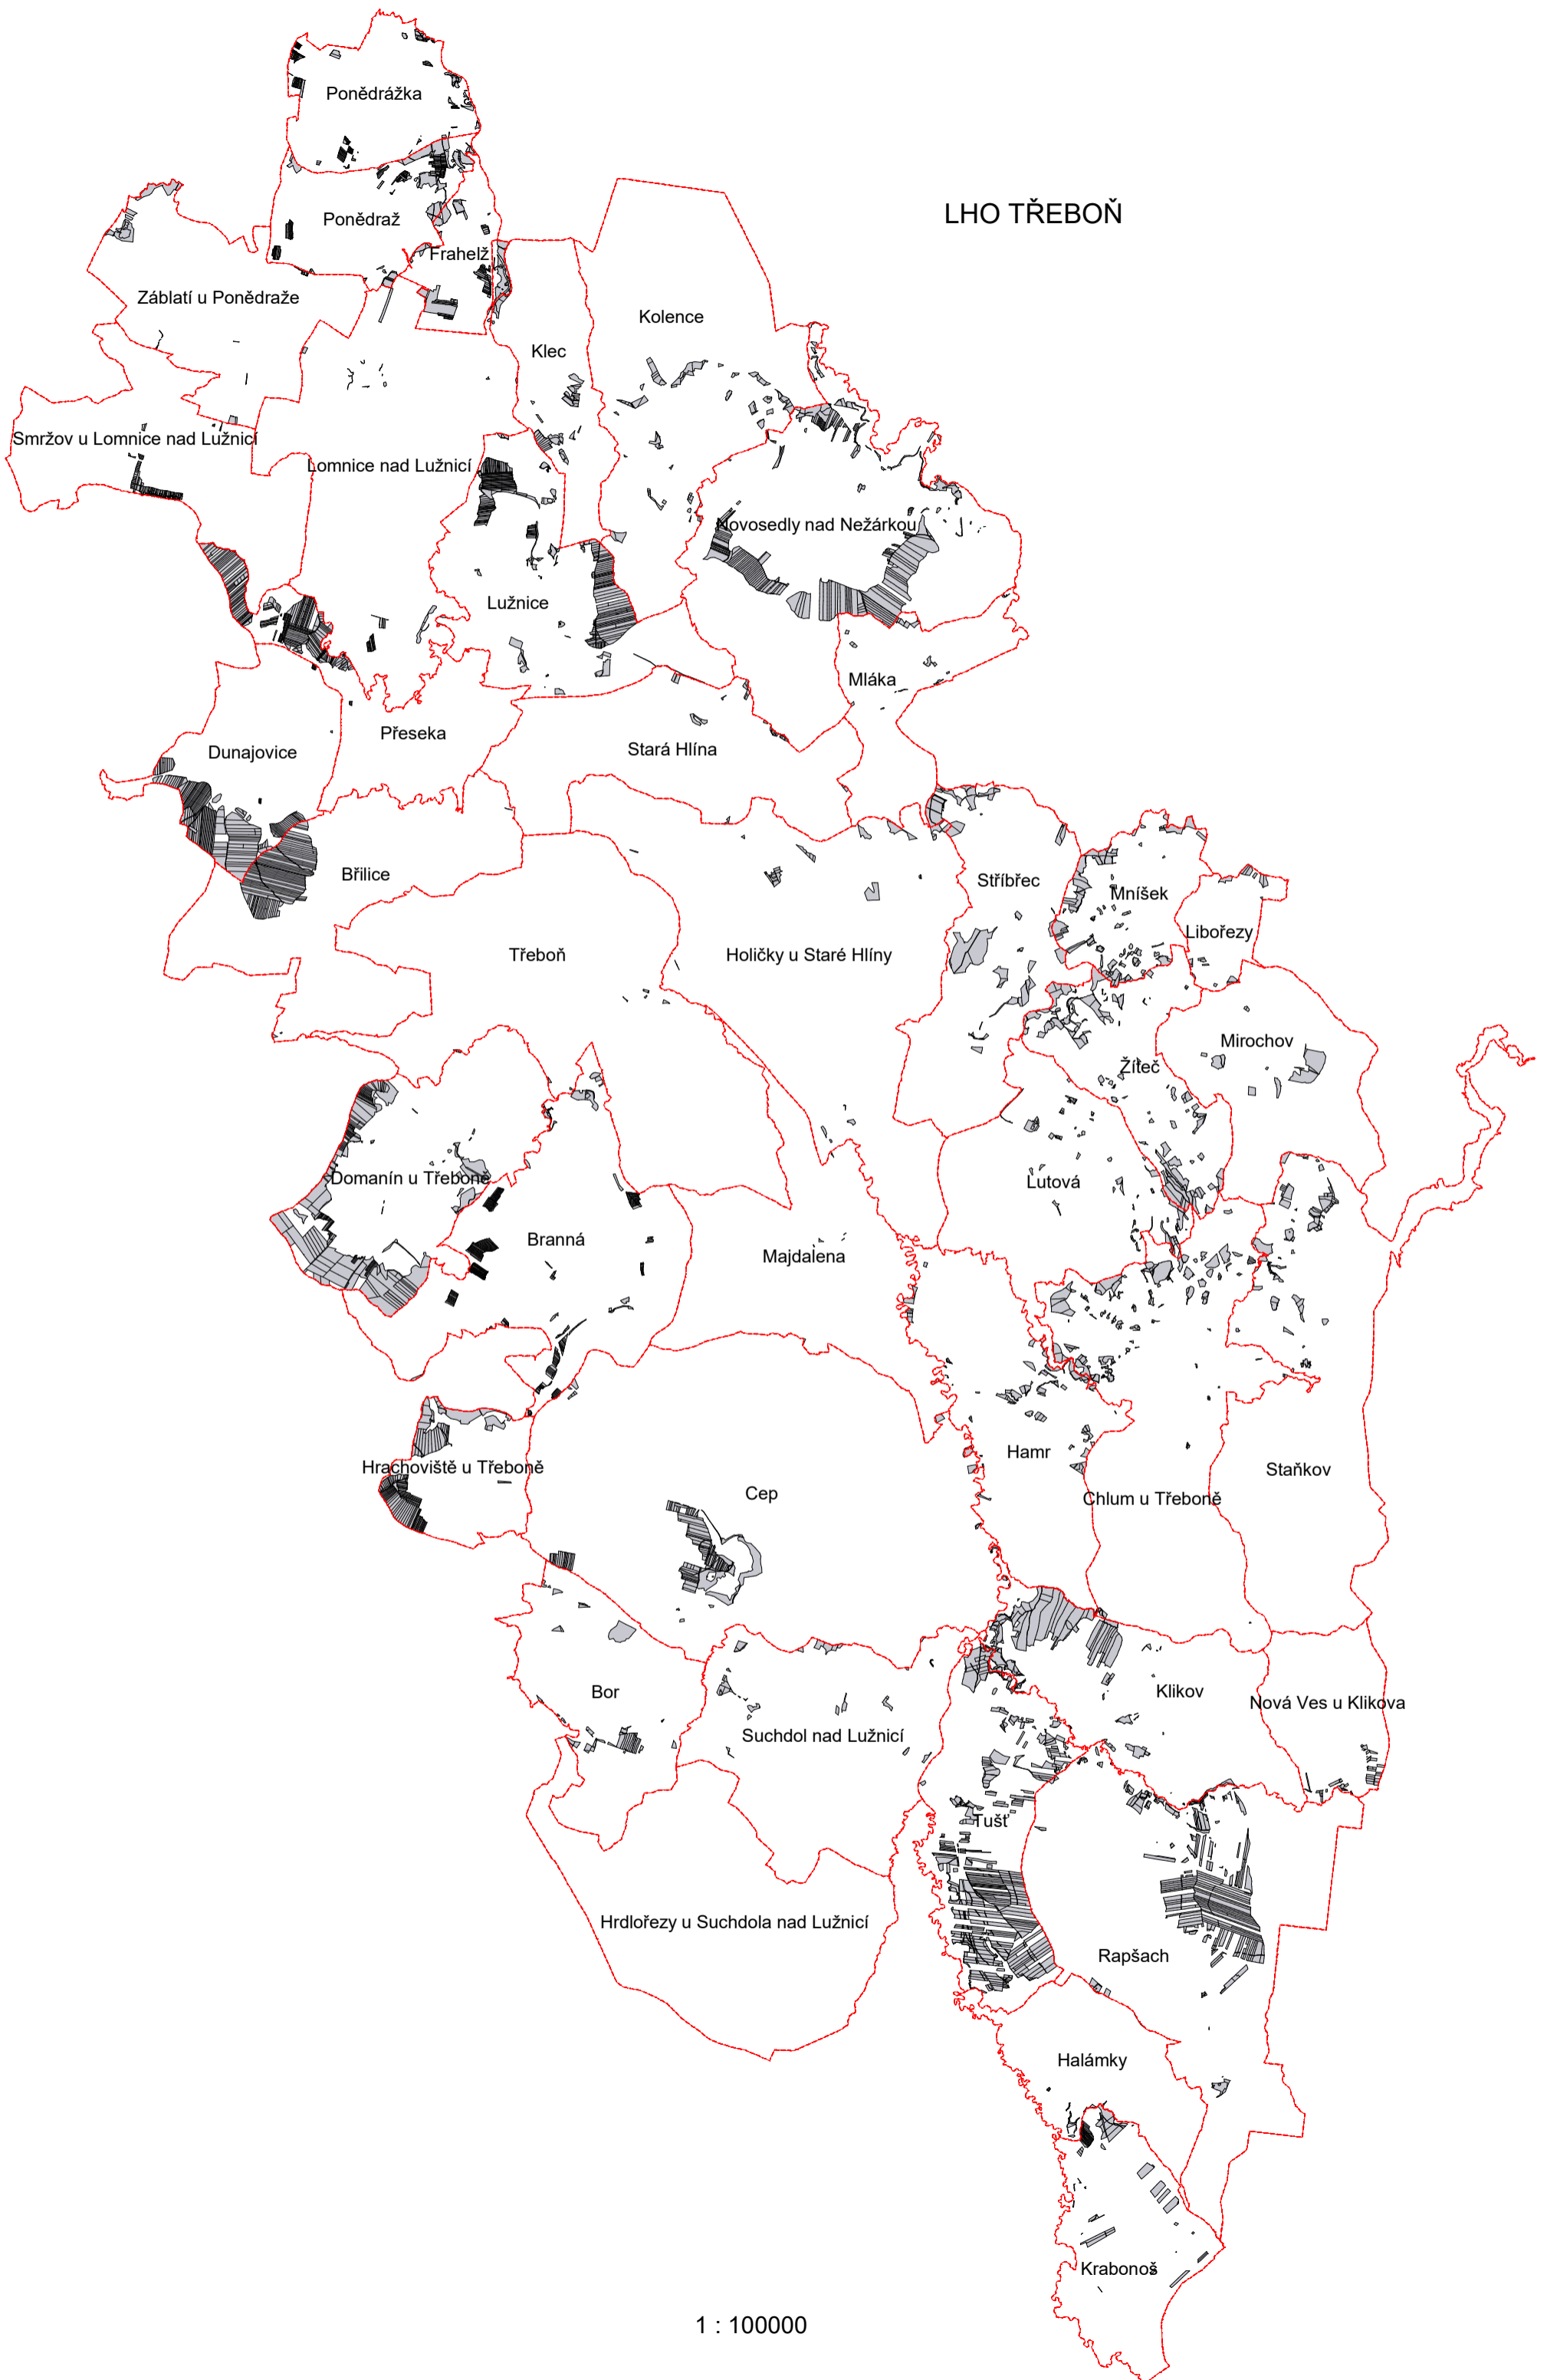 Ponědrážka
LHO TŘEBOŇ
Ponědraž
Frahelž
Záblatí u Ponědraže
Kolence
Klec
Smržov u Lomnice nad Lužnicí
Lomnice nad Lužnicí
Novosedly nad Nežárkou
Lužnice
Mláka
Přeseka
Stará Hlína
Dunajovice
Břilice
Stříbřec
Mníšek
Libořezy
Třeboň
Holičky u Staré Hlíny
Mirochov
Žíteč
Domanín u Třeboně
Lutová
Branná
Majdalena
Hamr
Hrachoviště u Třeboně
Staňkov
Cep
Chlum u Třeboně
Bor
Klikov
Nová Ves u Klikova
Suchdol nad Lužnicí
Tušť
Hrdlořezy u Suchdola nad Lužnicí
Rapšach
Halámky
Krabonoš
1 : 100000